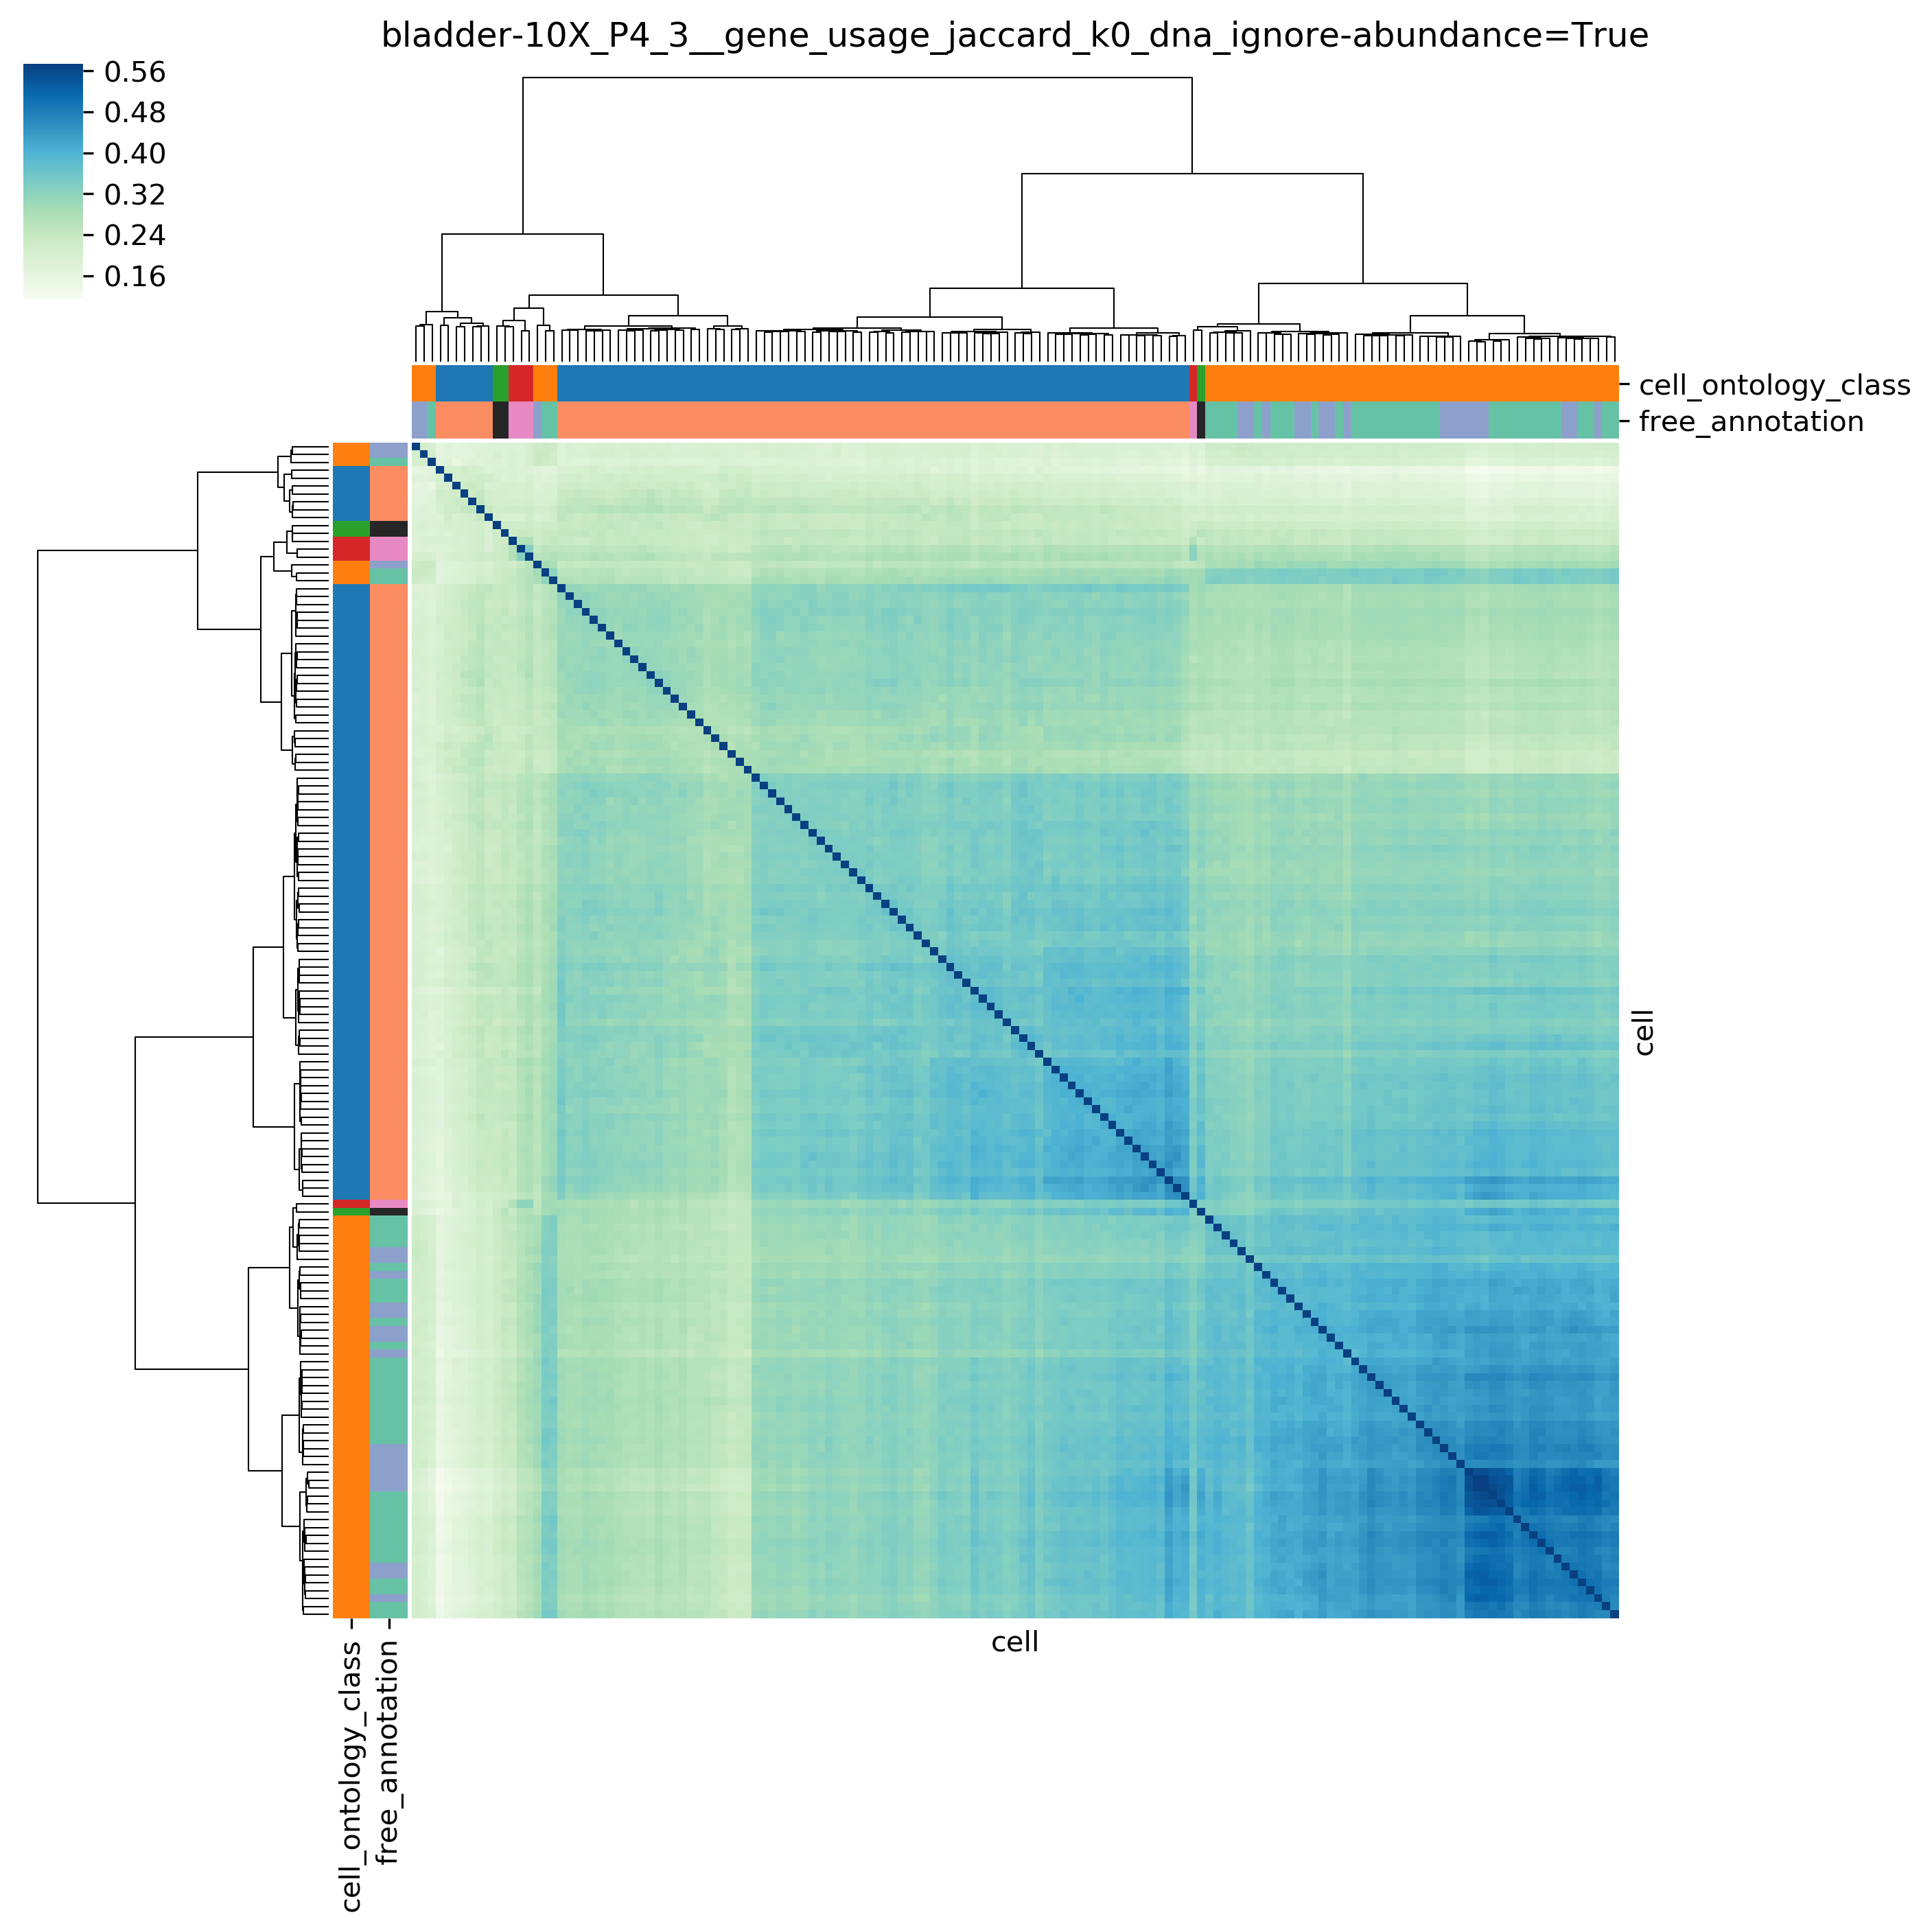 bladder-10X_P4_3__gene_usage_jaccard_k0_dna_ignore-abundance=True
0.56
0.48
0.40
0.32
0.24
0.16
cell_ontology_class
free_annotation
cell
cell
cell_ontology_class
free_annotation